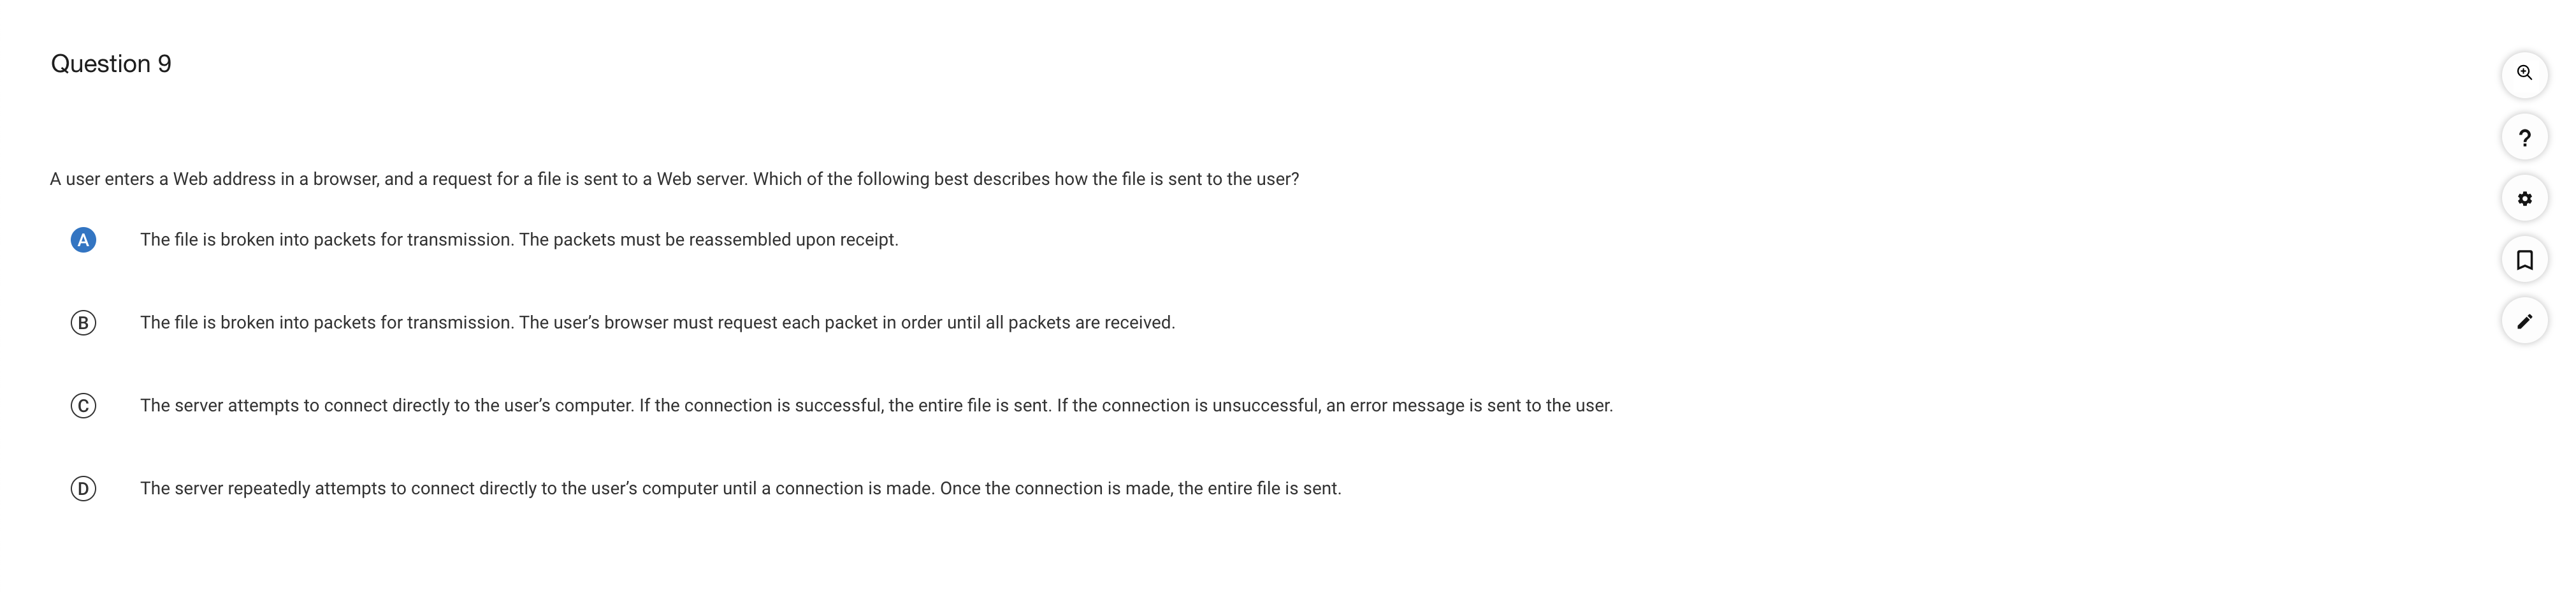 Question 9
A user enters a Web address in a browser, and a request for a file is sent to a Web server. Which of the following best describes how the file is sent to the user?
A The file is broken into packets for transmission. The packets must be reassembled upon receipt.
B The file is broken into packets for transmission. The user’s browser must request each packet in order until all packets are received.
C The server attempts to connect directly to the user’s computer. If the connection is successful, the entire file is sent. If the connection is unsuccessful, an error message is sent to the user.
D The server repeatedly attempts to connect directly to the user’s computer until a connection is made. Once the connection is made, the entire file is sent.
?